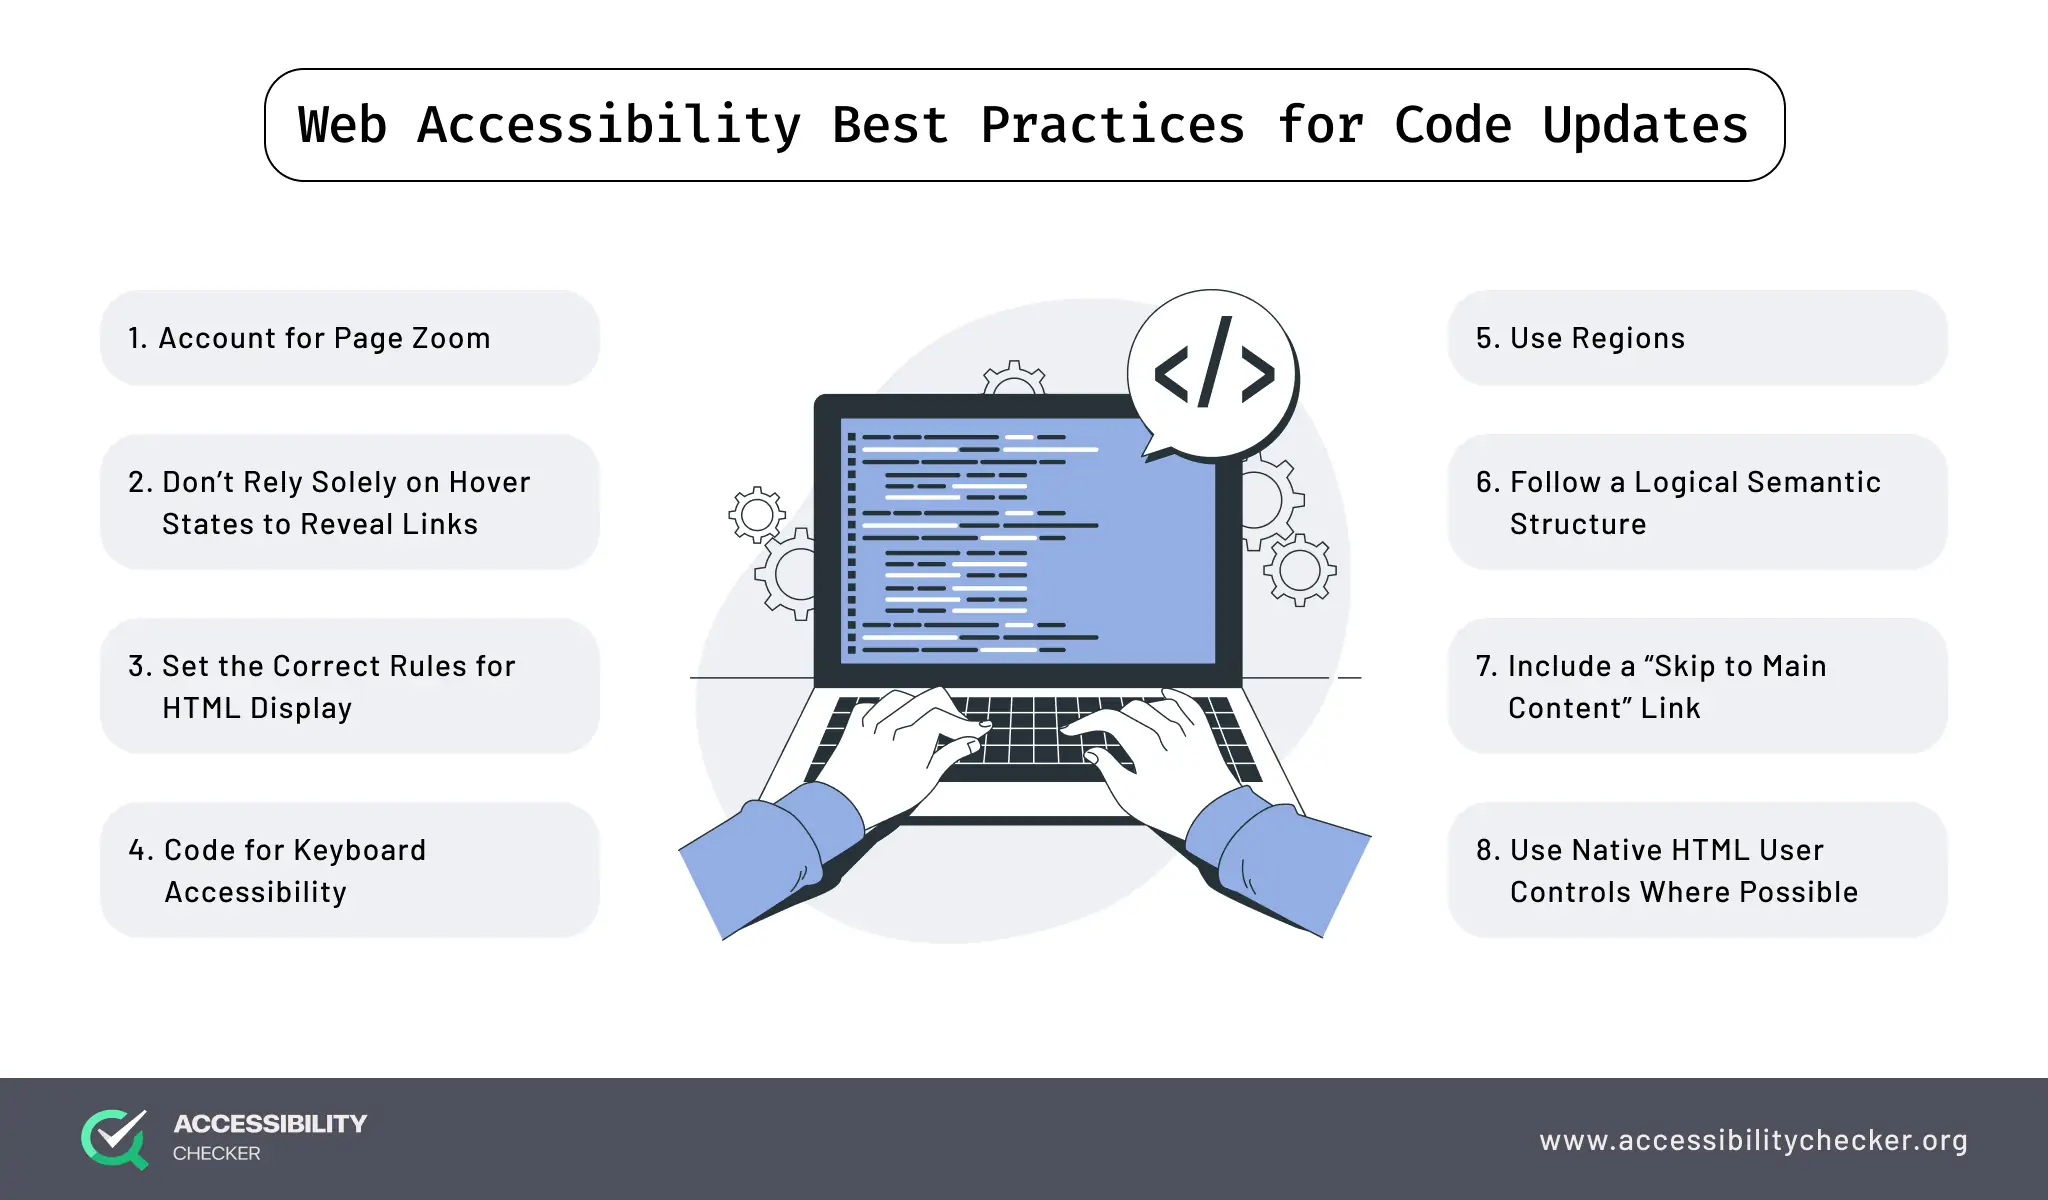 Web Accessibility Best Practices for Code Updates
1. Account for Page Zoom
2. Don’t Rely Solely on Hover
States to Reveal Links
3. Set the Correct Rules for
HTML Display
4. Code for Keyboard
Accessibility
</>
5. Use Regions
6. Follow a Logical Semantic
Structure
7. Include a “Skip to Main
Content” Link
8. Use Native HTML User
Controls Where Possible
ACCESSIBILITY
CHECKER
www.accessibilitychecker.org